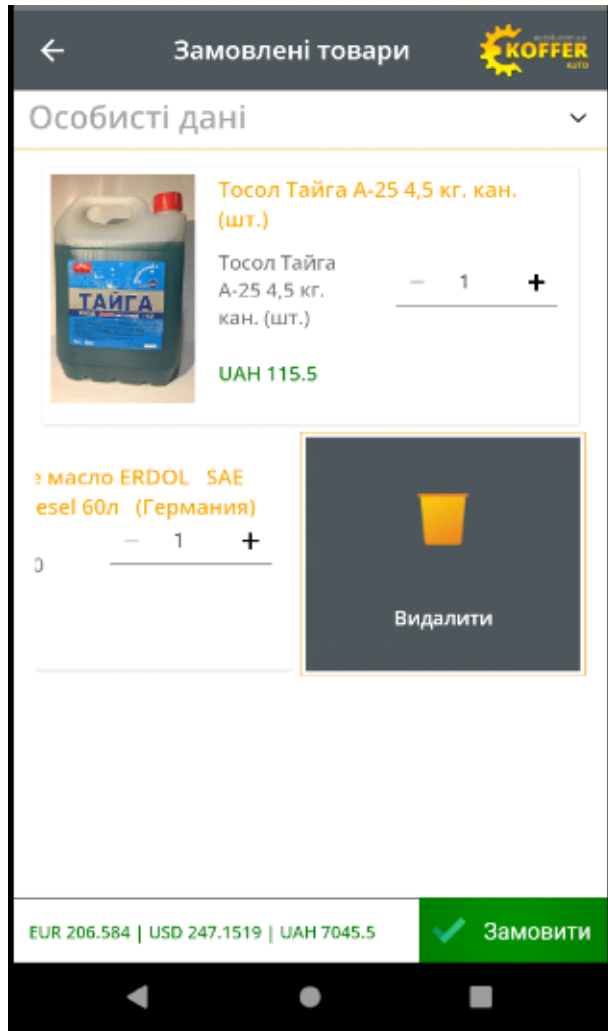 Замовлені товари
KOFFER
AUTO
Особисті дані
Тосол Тайга А-25 4,5 кг. кан.
(шт.)
ТАЙГА
Тосол Тайга
А-25 4,5 кг.
кан. (шт.)
1
UAH 115.5
е масло ERDOL SAE
esel 60л (Германия)
1
0
Видалити
EUR 206.584 | USD 247.1519 | UAH 7045.5
Замовити